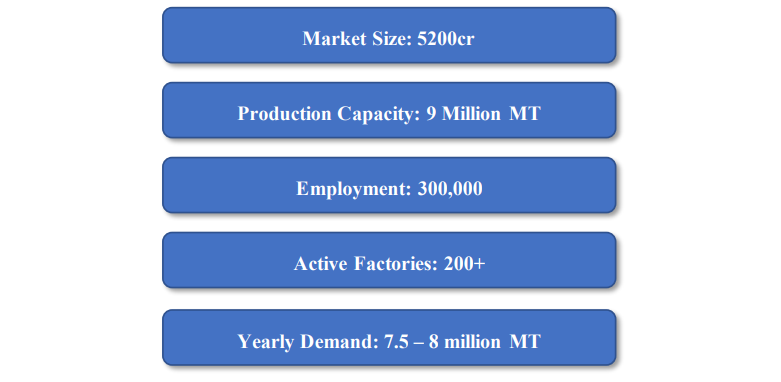 Market Size: 5200cr
Production Capacity: 9 Million MT
Employment: 300,000
Active Factories: 200+
Yearly Demand: 7.5 – 8 million MT